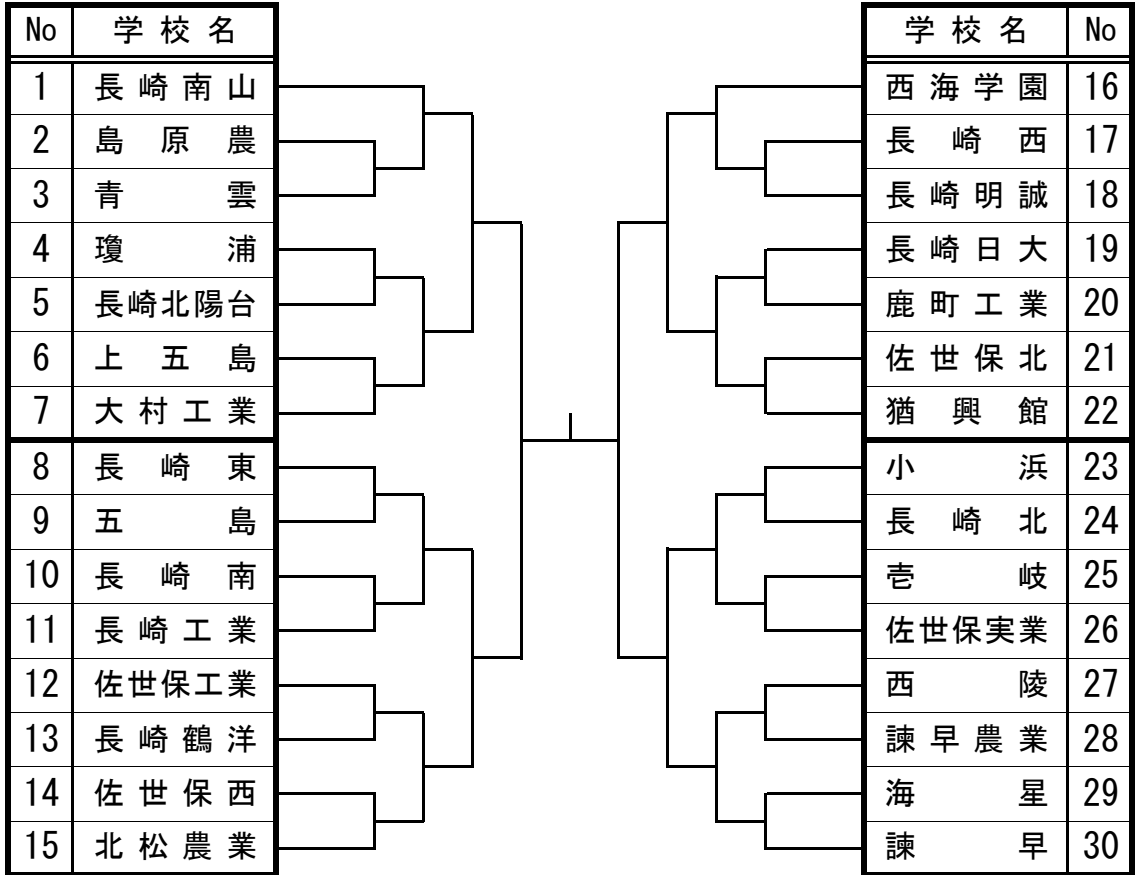 No 学校名
1 長崎南山
2 島原農
3 青雲
4 瓊浦
5 長崎北陽台
6 上五島
7 大村工業
8 長崎東
9 五島
10 長崎南
11 長崎工業
12 佐世保工業
13 長崎鶴洋
14 佐世保西
15 北松農業
学校名 No
西海学園 16
長崎西 17
長崎明誠 18
長崎日大 19
鹿町工業 20
佐世保北 21
猶興館 22
小浜 23
長崎北 24
壱岐 25
佐世保実業 26
西陵 27
諫早農業 28
海星 29
諫早 30